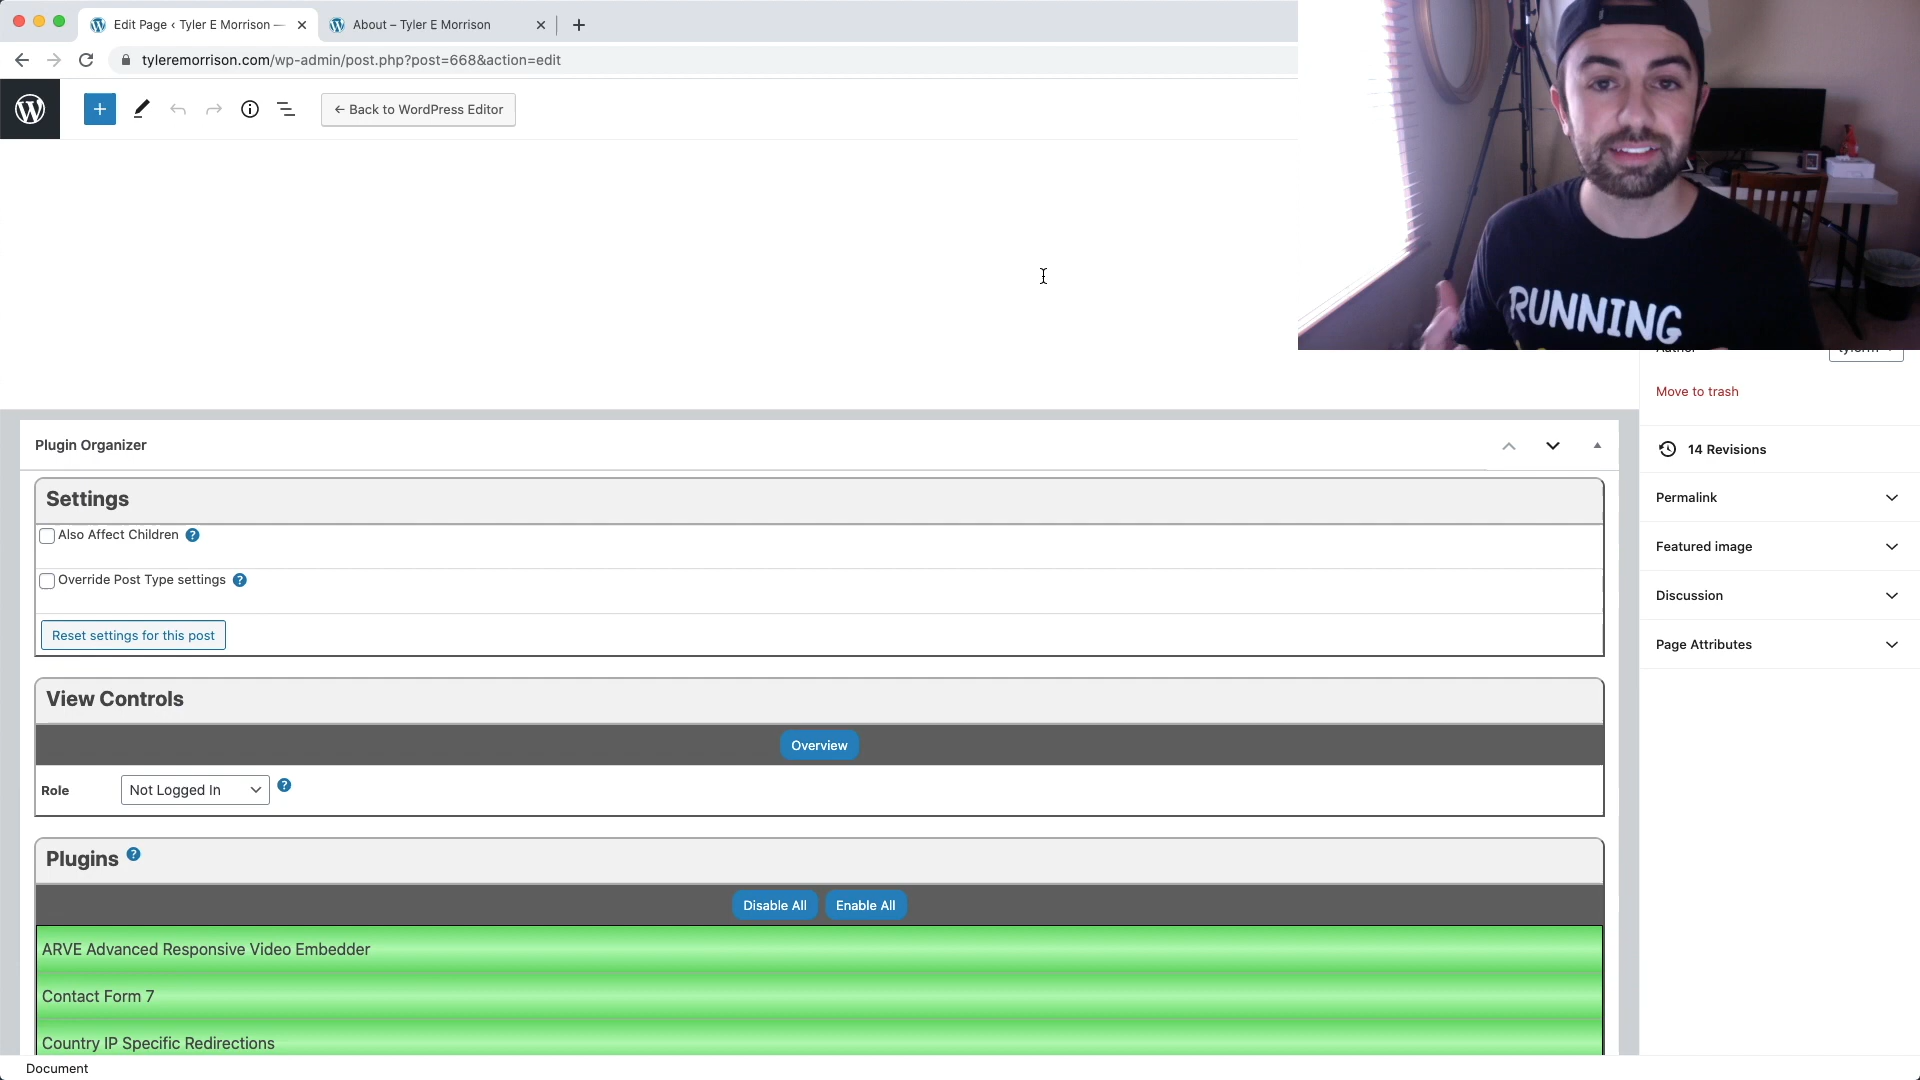 Edit Page ‹ Tyler E Morrison —
About – Tyler E Morrison
tyleremorrison.com/wp-admin/post.php?post=668&action=edit
← Back to WordPress Editor
RUNNING
Move to trash
Plugin Organizer
14 Revisions
Settings
Permalink
Also Affect Children ?
Featured image
Override Post Type settings ?
Discussion
Reset settings for this post
Page Attributes
View Controls
Overview
Role
Not Logged In
?
Plugins ?
Disable All
Enable All
ARVE Advanced Responsive Video Embedder
Contact Form 7
Country IP Specific Redirections
Document